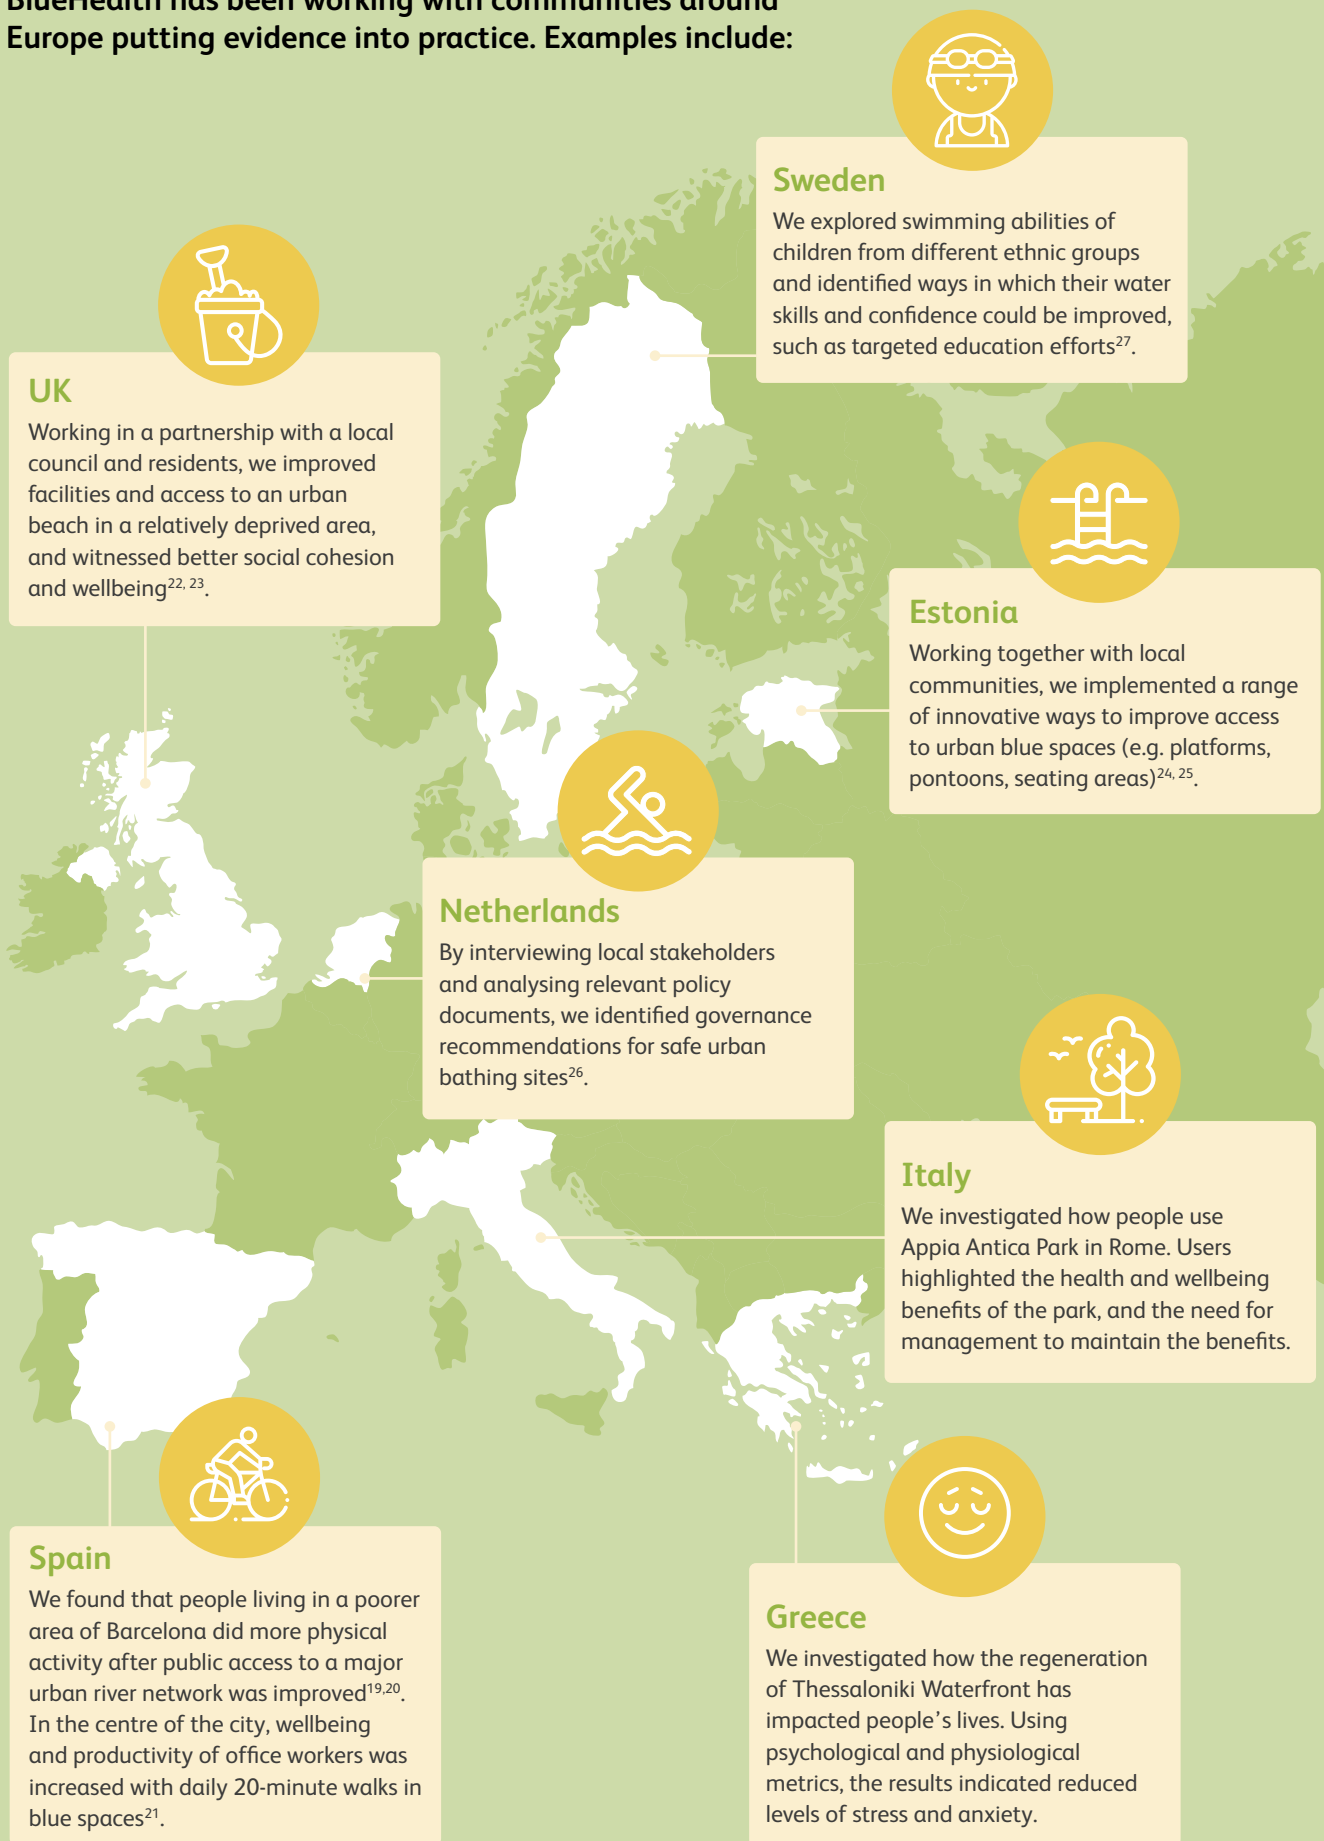 BlueHealth has been working with communities around
Europe putting evidence into practice. Examples include:
Sweden
We explored swimming abilities of
children from different ethnic groups
and identified ways in which their water
skills and confidence could be improved,
such as targeted education efforts²⁷.
UK
Working in a partnership with a local
council and residents, we improved
facilities and access to an urban
beach in a relatively deprived area,
and witnessed better social cohesion
and wellbeing²²,²³.
Estonia
Working together with local
communities, we implemented a range
of innovative ways to improve access
to urban blue spaces (e.g. platforms,
pontoons, seating areas)²⁴,²⁵.
Netherlands
By interviewing local stakeholders
and analysing relevant policy
documents, we identified governance
recommendations for safe urban
bathing sites²⁶.
Italy
We investigated how people use
Appia Antica Park in Rome. Users
highlighted the health and wellbeing
benefits of the park, and the need for
management to maintain the benefits.
Spain
We found that people living in a poorer
area of Barcelona did more physical
activity after public access to a major
urban river network was improved¹⁹,²⁰.
In the centre of the city, wellbeing
and productivity of office workers was
increased with daily 20-minute walks in
blue spaces²¹.
Greece
We investigated how the regeneration
of Thessaloniki Waterfront has
impacted people's lives. Using
psychological and physiological
metrics, the results indicated reduced
levels of stress and anxiety.